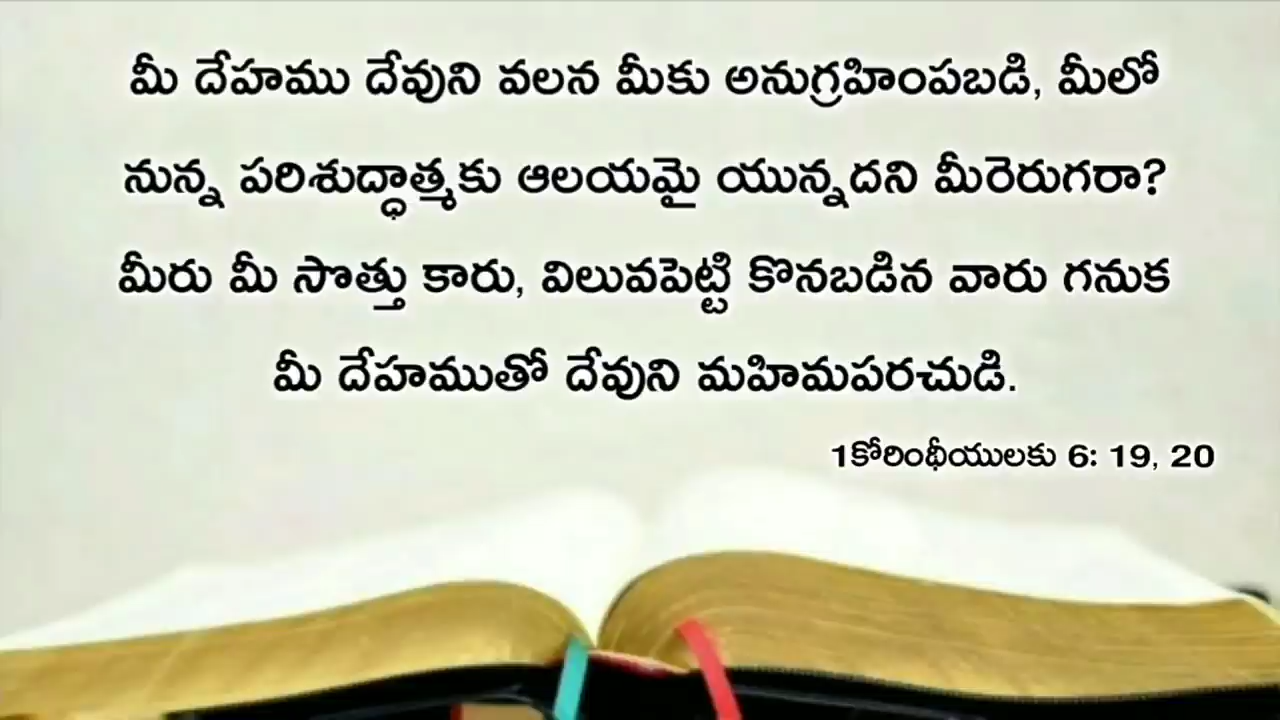 మీ దేహము దేవుని వలన మీకు అనుగ్రహింపబడి, మీలో
నున్న పరిశుద్ధాత్మకు ఆలయమై యున్నదని మీరెరుగరా?
మీరు మీ సొత్తు కారు, విలువపెట్టి కొనబడిన వారు గనుక
మీ దేహముతో దేవుని మహిమపరచుడి.
1కోరింథీయులకు 6: 19, 20